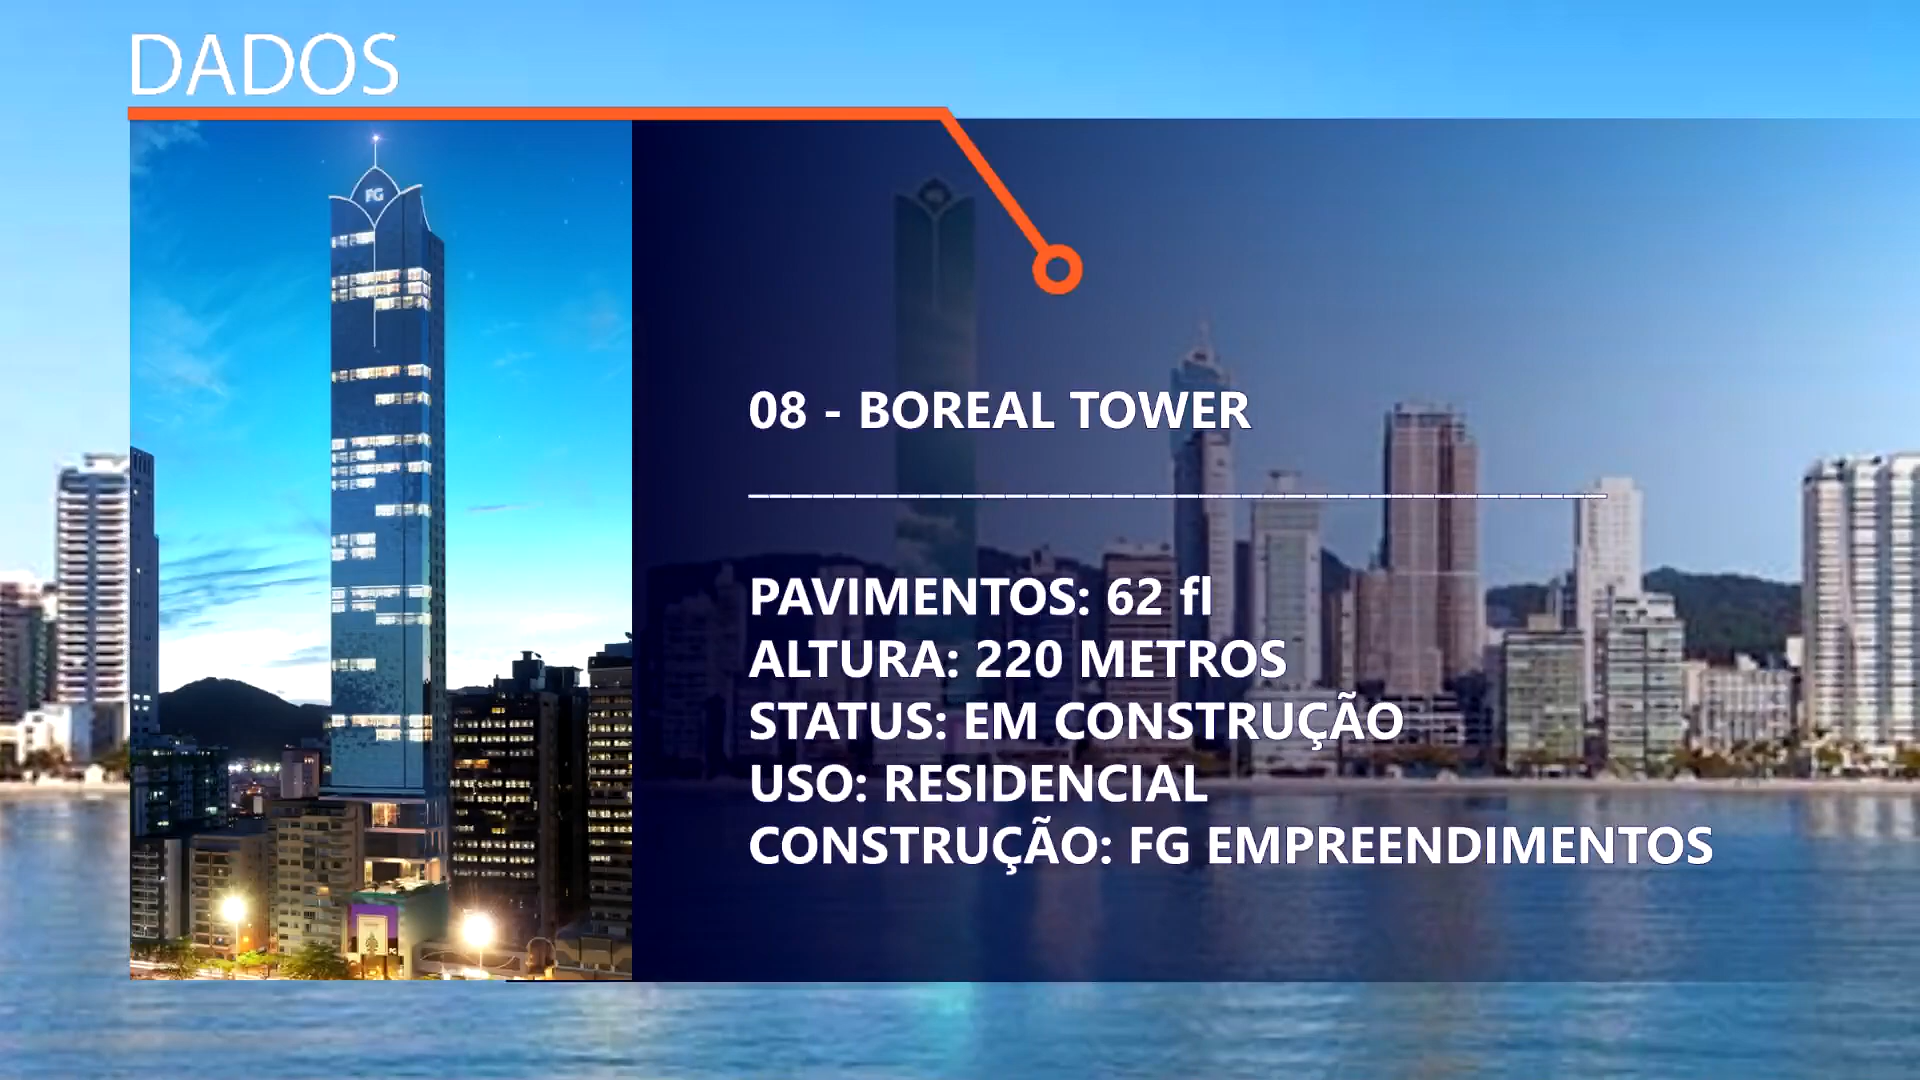 DADOS
FG
08 - BOREAL TOWER
PAVIMENTOS: 62 fl
ALTURA: 220 METROS
STATUS: EM CONSTRUÇÃO
USO: RESIDENCIAL
CONSTRUÇÃO: FG EMPREENDIMENTOS